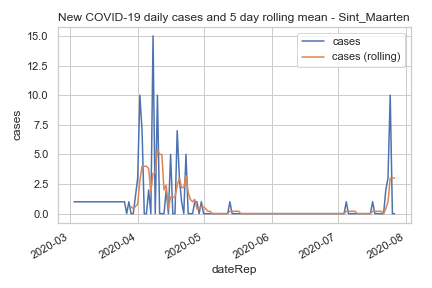 New COVID-19 daily cases and 5 day rolling mean - Sint_Maarten
cases
cases (rolling)
15.0
12.5
10.0
7.5
5.0
2.5
0.0
cases
2020-03
2020-04
2020-05
2020-06
2020-07
2020-08
dateRep